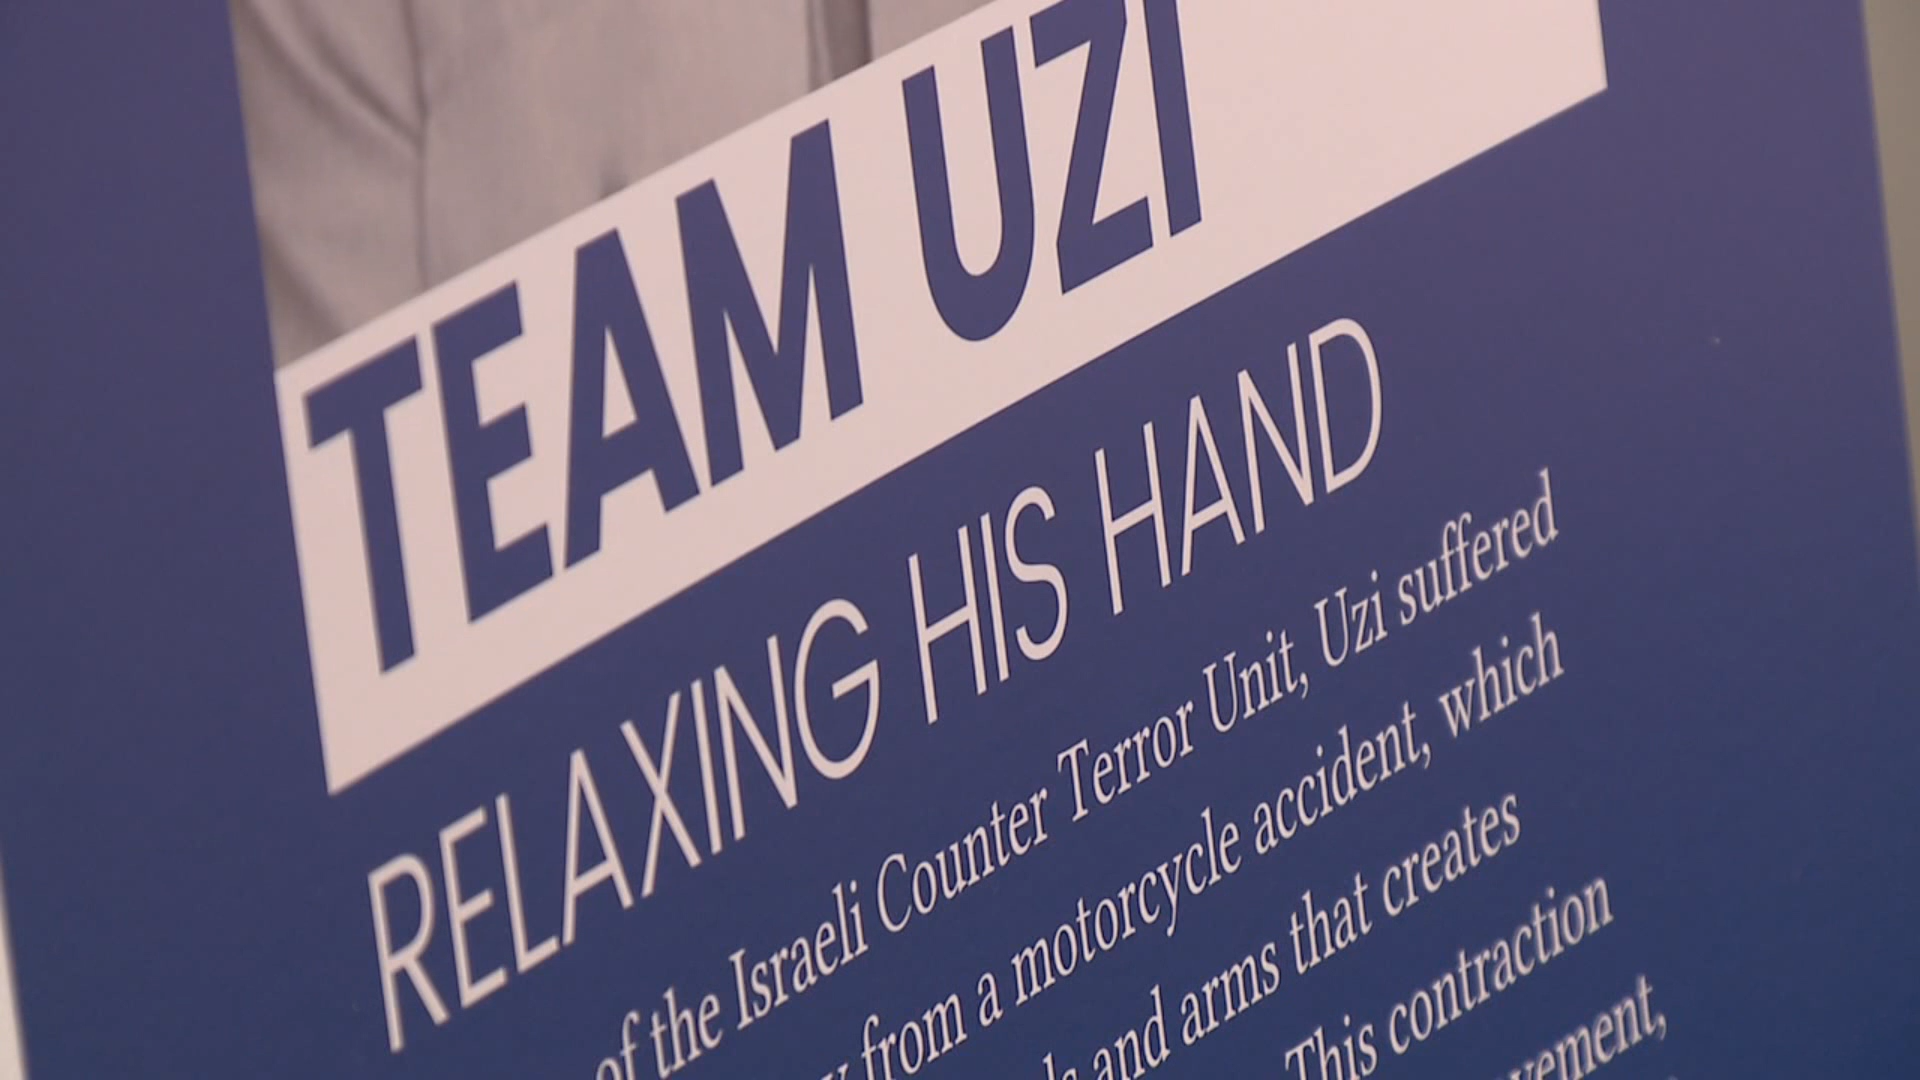 TEAM UZI
RELAXING HIS HAND
of the Israeli Counter Terror Unit, Uzi suffered
from a motorcycle accident, which
and arms that creates
This contraction